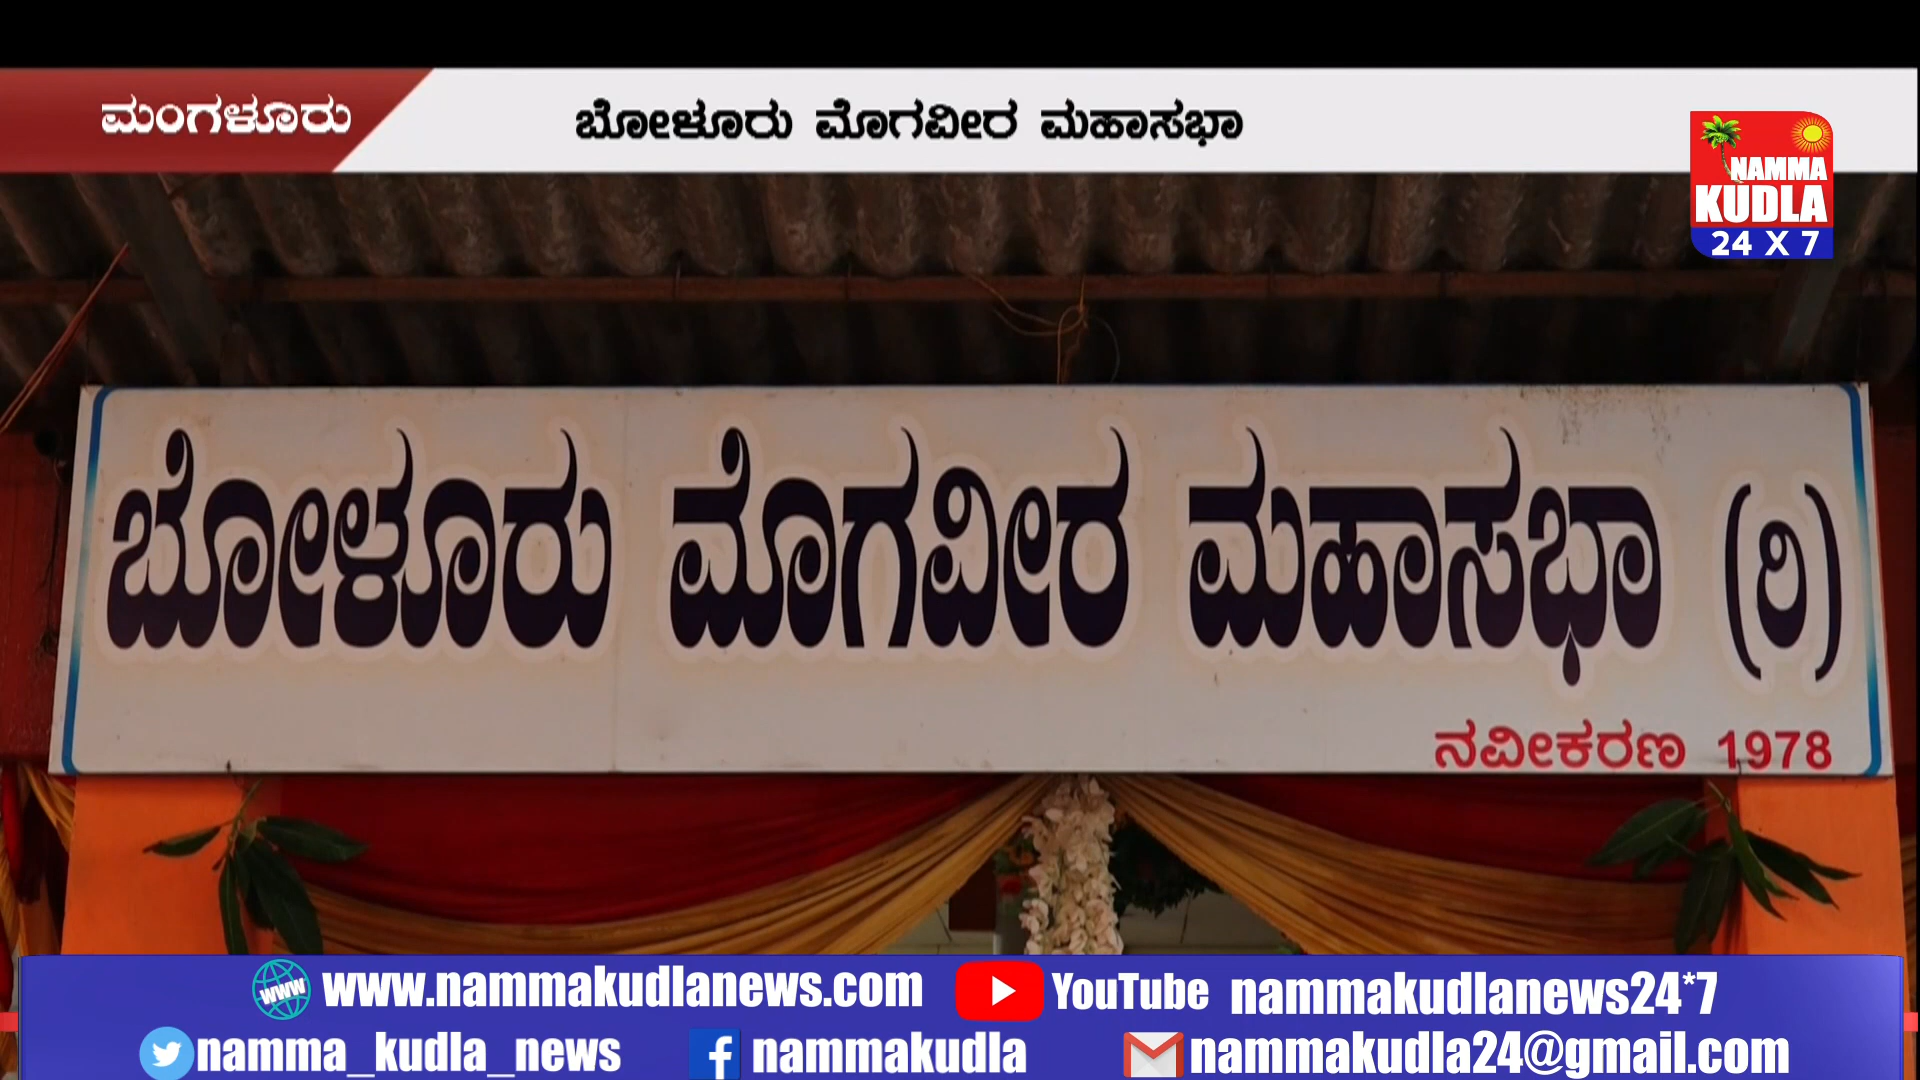 ಮಂಗಳೂರು
ಬೋಳೂರು ಮೊಗವೀರ ಮಹಾಸಭಾ
NAMMA
KUDLA
24 X 7
ಬೋಳೂರು ಮೊಗವೀರ ಮಹಾಸಭಾ (ರಿ)
ನವೀಕರಣ 1978
www www.nammakudlanews.com YouTube nammakudlanews24*7
namma_kudla_news nammakudla nammakudla24@gmail.com